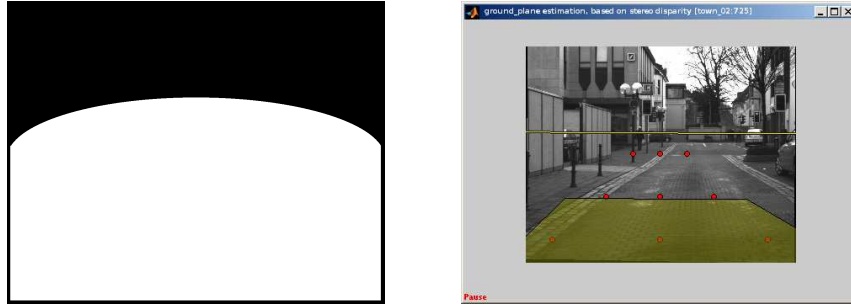 ground_plane estimation, based on stereo disparity [town_02:725]
Pause